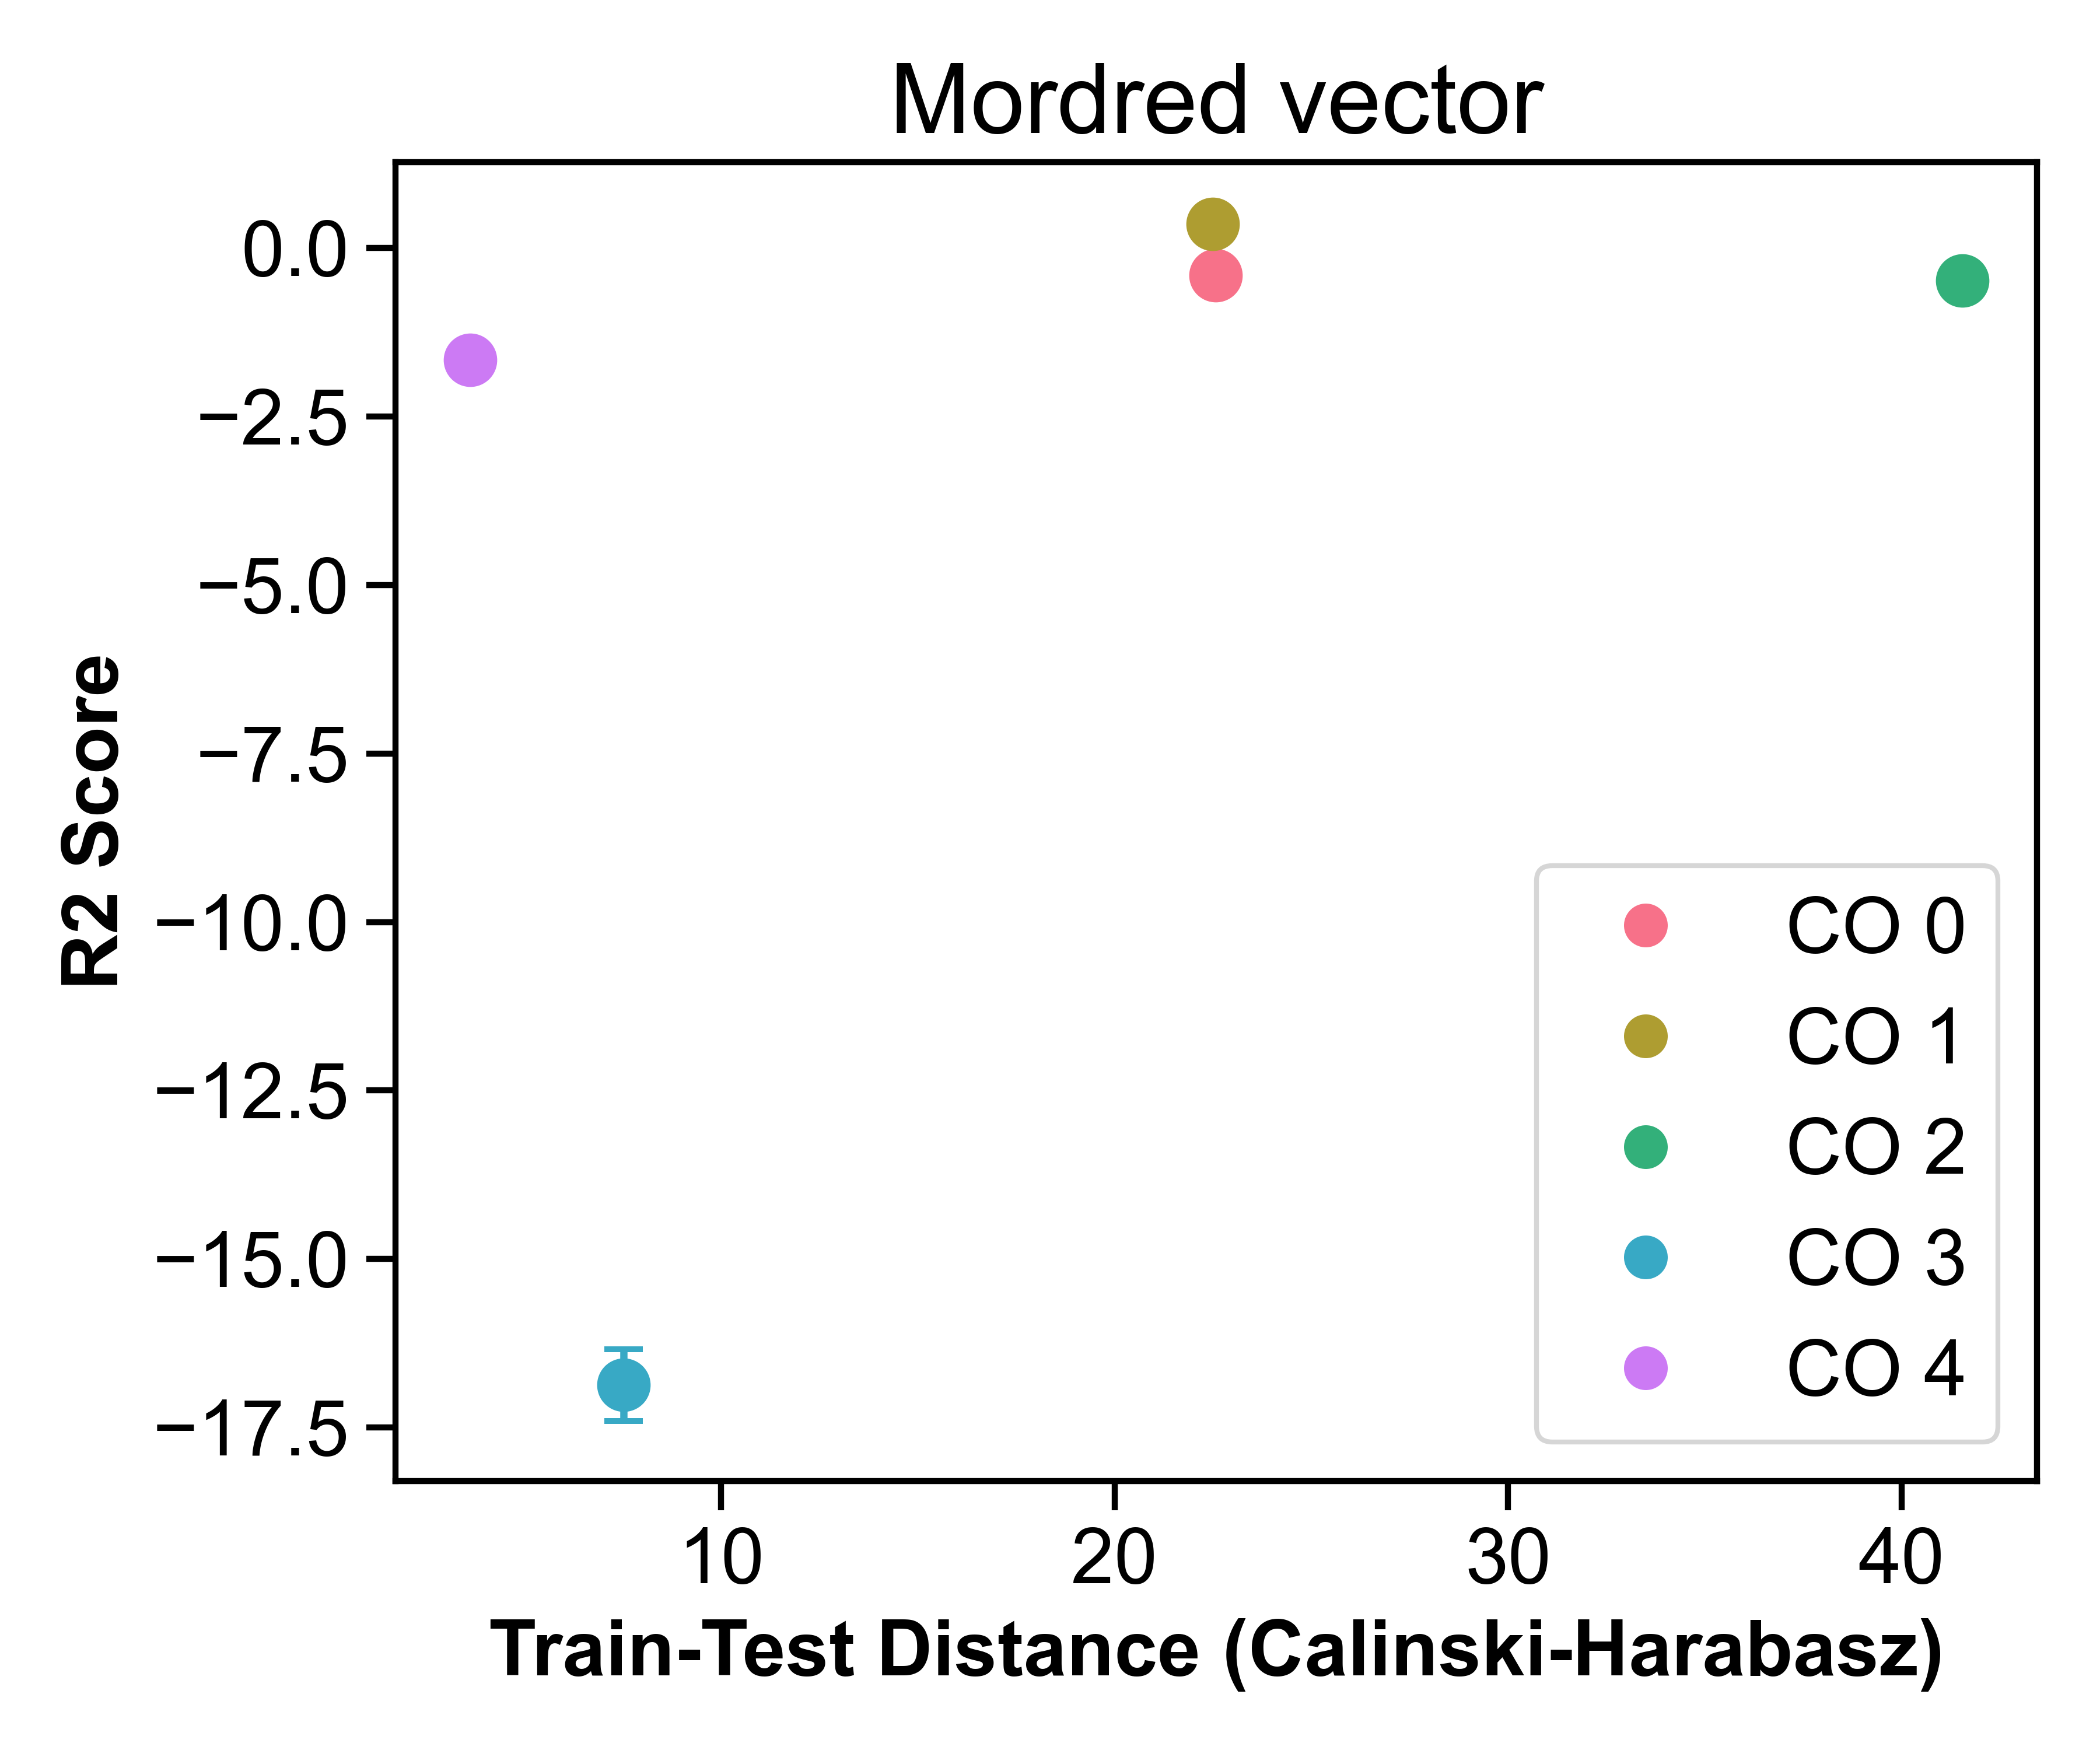 Mordred vector
0.0
−2.5
−5.0
−7.5
−10.0
−12.5
−15.0
−17.5
R2 Score
CO 0
CO 1
CO 2
CO 3
CO 4
10 20 30 40
Train-Test Distance (Calinski-Harabasz)